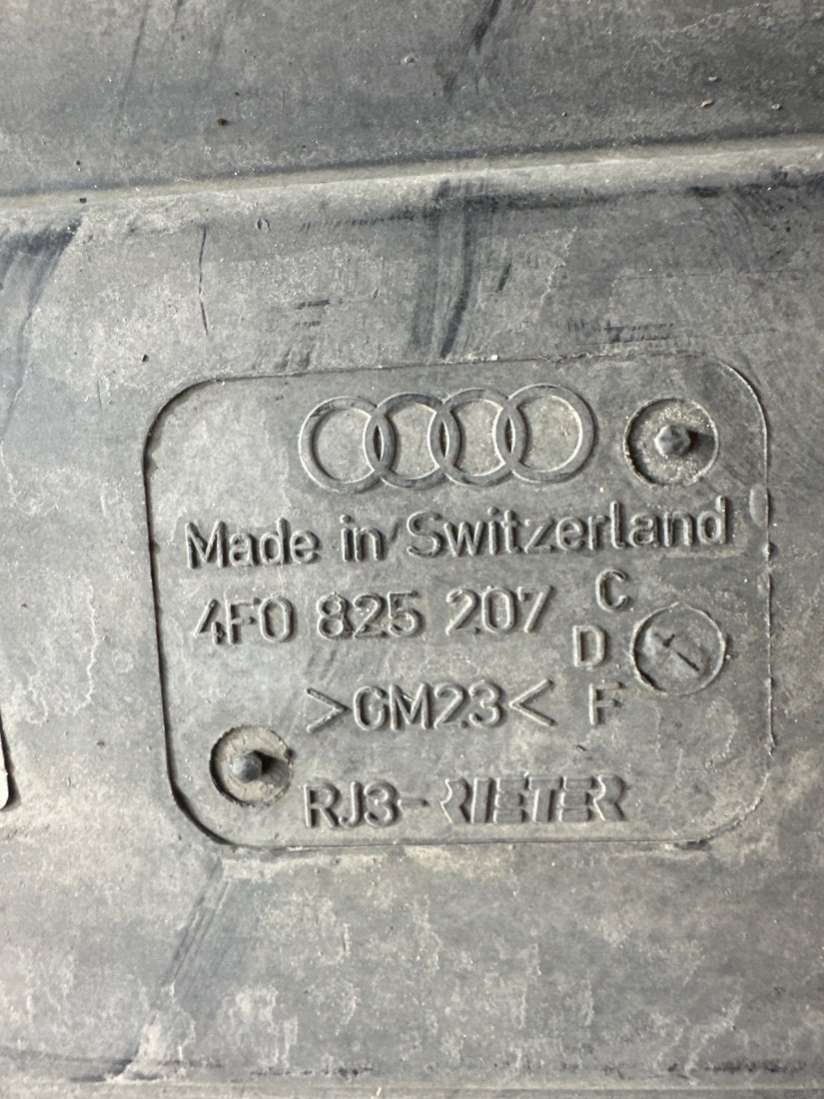 Made in Switzerland
4F0 825 207 C
D
>GM23< F
RJ3-RIETER